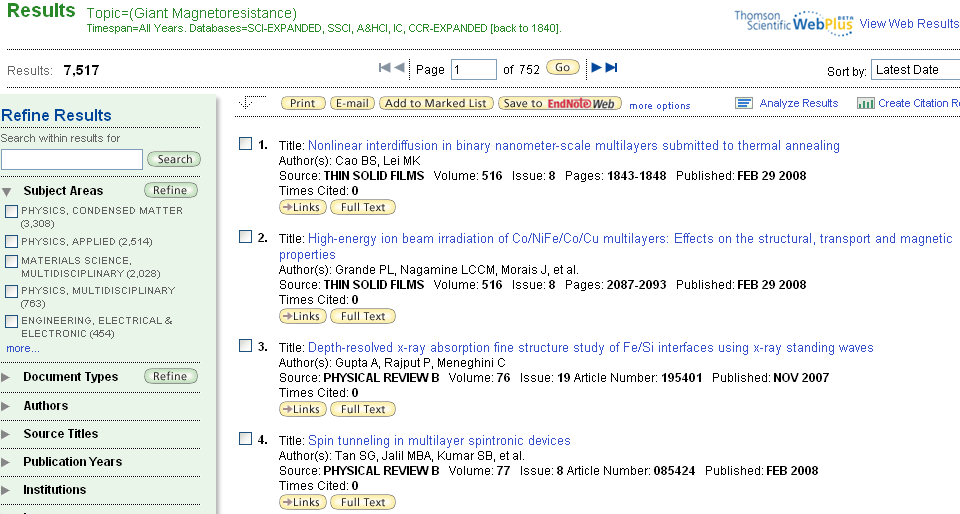 Results Topic=(Giant Magnetoresistance)
Timespan=All Years. Databases=SCI-EXPANDED, SSCI, A&HCI, IC, CCR-EXPANDED [back to 1840].
Thomson Scientific WebPlus BETA View Web Results
Results: 7,517
Page 1 of 752 Go
Sort by: Latest Date
Print E-mail Add to Marked List Save to EndNote Web more options
Analyze Results Create Citation R
Refine Results
Search within results for
Search
Subject Areas Refine
PHYSICS, CONDENSED MATTER
(3,308)
PHYSICS, APPLIED (2,514)
MATERIALS SCIENCE,
MULTIDISCIPLINARY (2,028)
PHYSICS, MULTIDISCIPLINARY
(763)
ENGINEERING, ELECTRICAL &
ELECTRONIC (454)
more...
Document Types Refine
Authors
Source Titles
Publication Years
Institutions
1. Title: Nonlinear interdiffusion in binary nanometer-scale multilayers submitted to thermal annealing
Author(s): Cao BS, Lei MK
Source: THIN SOLID FILMS Volume: 516 Issue: 8 Pages: 1843-1848 Published: FEB 29 2008
Times Cited: 0
Links Full Text
2. Title: High-energy ion beam irradiation of Co/NiFe/Co/Cu multilayers: Effects on the structural, transport and magnetic
properties
Author(s): Grande PL, Nagamine LCCM, Morais J, et al.
Source: THIN SOLID FILMS Volume: 516 Issue: 8 Pages: 2087-2093 Published: FEB 29 2008
Times Cited: 0
Links Full Text
3. Title: Depth-resolved x-ray absorption fine structure study of Fe/Si interfaces using x-ray standing waves
Author(s): Gupta A, Rajput P, Meneghini C
Source: PHYSICAL REVIEW B Volume: 76 Issue: 19 Article Number: 195401 Published: NOV 2007
Times Cited: 0
Links Full Text
4. Title: Spin tunneling in multilayer spintronic devices
Author(s): Tan SG, Jalil MBA, Kumar SB, et al.
Source: PHYSICAL REVIEW B Volume: 77 Issue: 8 Article Number: 085424 Published: FEB 2008
Times Cited: 0
Links Full Text